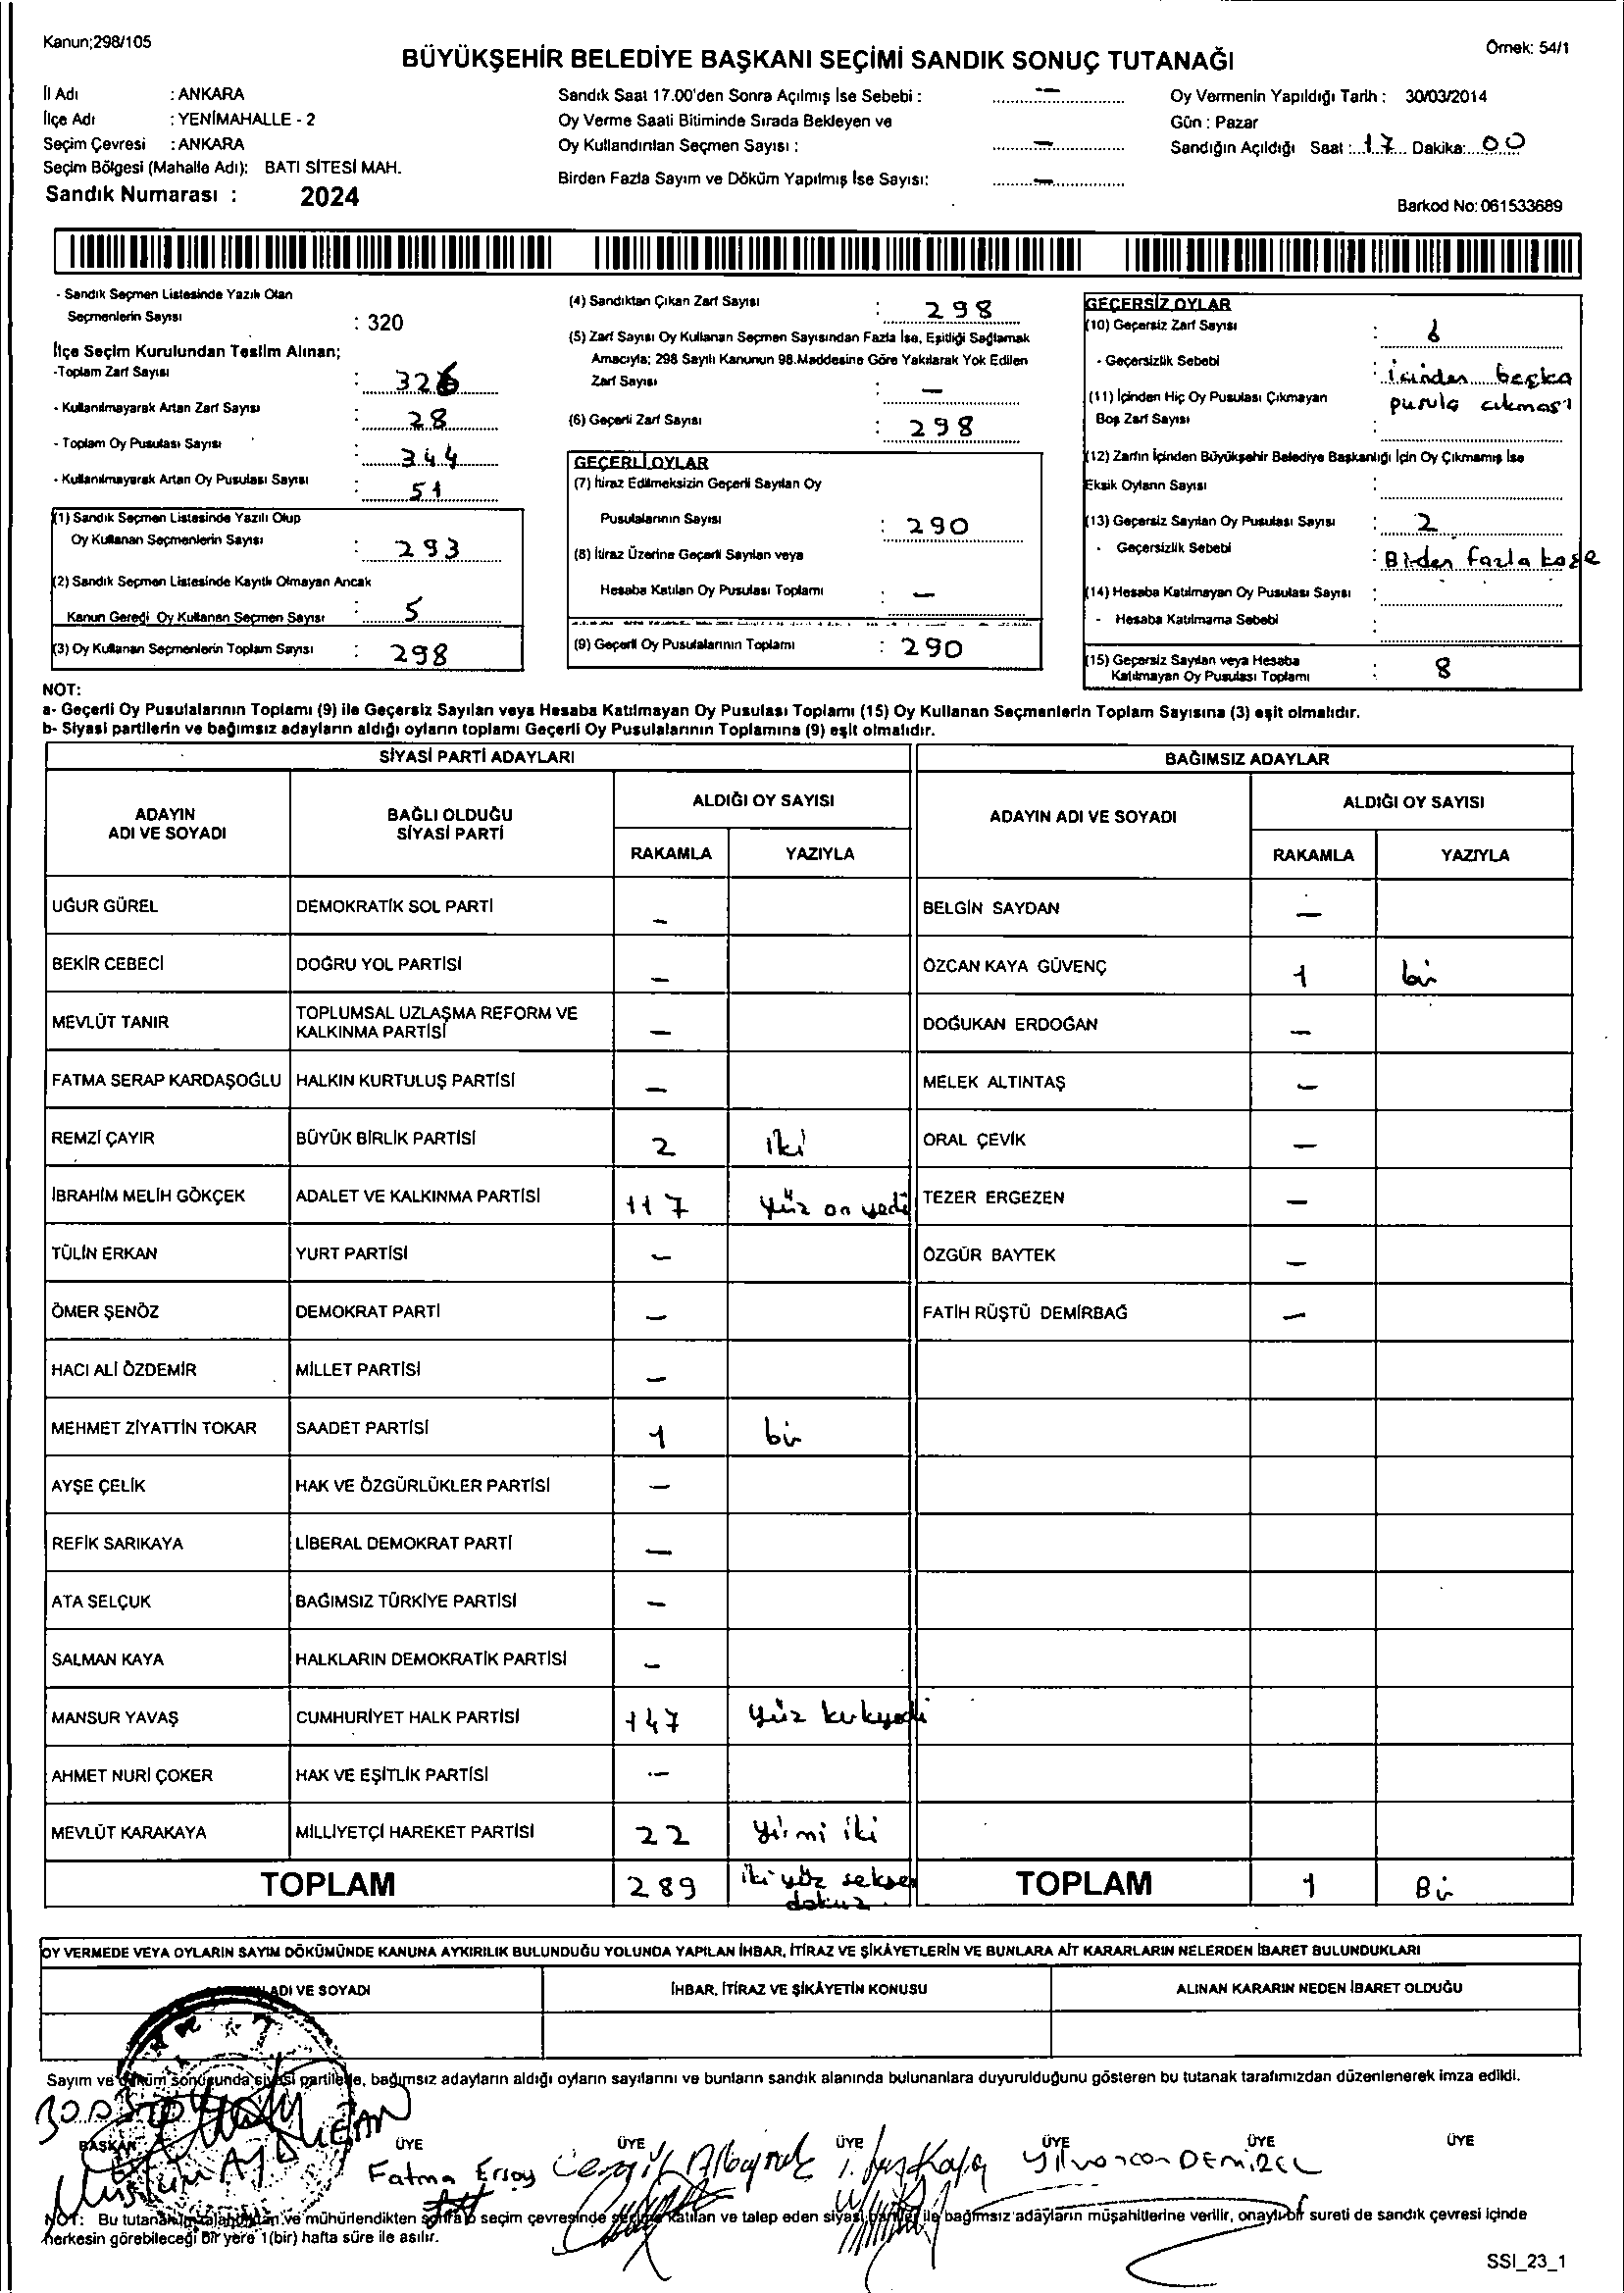 Kanun;298/105
Örnek: 54/1
BÜYÜKŞEHİR BELEDİYE BAŞKANI SEÇİMİ SANDIK SONUÇ TUTANAĞI
İl Adı : ANKARA
İlçe Adı : YENİMAHALLE - 2
Seçim Çevresi : ANKARA
Seçim Bölgesi (Mahalle Adı): BATI SİTESİ MAH.
Sandık Numarası : 2024
Sandık Saat 17.00'den Sonra Açılmış İse Sebebi : –
Oy Verme Saati Bitiminde Sırada Bekleyen ve
Oy Kullandırılan Seçmen Sayısı : –
Birden Fazla Sayım ve Döküm Yapılmış İse Sayısı: –
Oy Vermenin Yapıldığı Tarih : 30/03/2014
Gün : Pazar
Sandığın Açıldığı Saat : 17 Dakika: 00
Barkod No: 061533689
- Sandık Seçmen Listesinde Yazılı Olan
Seçmenlerin Sayısı : 320
İlçe Seçim Kurulundan Teslim Alınan;
-Toplam Zarf Sayısı : 326
- Kullanılmayarak Artan Zarf Sayısı : 28
- Toplam Oy Pusulası Sayısı : 344
- Kullanılmayarak Artan Oy Pusulası Sayısı : 51
(1) Sandık Seçmen Listesinde Yazılı Olup
Oy Kullanan Seçmenlerin Sayısı : 293
(2) Sandık Seçmen Listesinde Kayıtlı Olmayan Ancak
Kanun Gereği Oy Kullanan Seçmen Sayısı : 5
(3) Oy Kullanan Seçmenlerin Toplam Sayısı : 298
(4) Sandıktan Çıkan Zarf Sayısı : 298
(5) Zarf Sayısı Oy Kullanan Seçmen Sayısından Fazla İse, Eşitliği Sağlamak
Amacıyla; 298 Sayılı Kanunun 98.Maddesine Göre Yakılarak Yok Edilen
Zarf Sayısı : –
(6) Geçerli Zarf Sayısı : 298
GEÇERLİ OYLAR
(7) İtiraz Edilmeksizin Geçerli Sayılan Oy
Pusulalarının Sayısı : 290
(8) İtiraz Üzerine Geçerli Sayılan veya
Hesaba Katılan Oy Pusulası Toplamı : –
(9) Geçerli Oy Pusulalarının Toplamı : 290
GEÇERSİZ OYLAR
(10) Geçersiz Zarf Sayısı : 6
- Geçersizlik Sebebi : içinden başka
pusula çıkması
(11) İçinden Hiç Oy Pusulası Çıkmayan
Boş Zarf Sayısı :
(12) Zarfın İçinden Büyükşehir Belediye Başkanlığı İçin Oy Çıkmamış İse
Eksik Oyların Sayısı :
(13) Geçersiz Sayılan Oy Pusulası Sayısı : 2
- Geçersizlik Sebebi : Birden fazla kaşe
(14) Hesaba Katılmayan Oy Pusulası Sayısı :
- Hesaba Katılmama Sebebi :
(15) Geçersiz Sayılan veya Hesaba
Katılmayan Oy Pusulası Toplamı : 8
NOT:
a- Geçerli Oy Pusulalarının Toplamı (9) ile Geçersiz Sayılan veya Hesaba Katılmayan Oy Pusulası Toplamı (15) Oy Kullanan Seçmenlerin Toplam Sayısına (3) eşit olmalıdır.
b- Siyasi partilerin ve bağımsız adayların aldığı oyların toplamı Geçerli Oy Pusulalarının Toplamına (9) eşit olmalıdır.
SİYASİ PARTİ ADAYLARI BAĞIMSIZ ADAYLAR
ADAYIN ADI VE SOYADI BAĞLI OLDUĞU SİYASİ PARTİ ALDIĞI OY SAYISI ADAYIN ADI VE SOYADI ALDIĞI OY SAYISI
RAKAMLA YAZIYLA RAKAMLA YAZIYLA
UĞUR GÜREL DEMOKRATİK SOL PARTİ – BELGİN SAYDAN –
BEKİR CEBECİ DOĞRU YOL PARTİSİ – ÖZCAN KAYA GÜVENÇ 1 bir
MEVLÜT TANIR TOPLUMSAL UZLAŞMA REFORM VE KALKINMA PARTİSİ – DOĞUKAN ERDOĞAN –
FATMA SERAP KARDAŞOĞLU HALKIN KURTULUŞ PARTİSİ – MELEK ALTINTAŞ –
REMZİ ÇAYIR BÜYÜK BİRLİK PARTİSİ 2 iki ORAL ÇEVİK –
İBRAHİM MELİH GÖKÇEK ADALET VE KALKINMA PARTİSİ 117 yüz on yedi TEZER ERGEZEN –
TÜLİN ERKAN YURT PARTİSİ – ÖZGÜR BAYTEK –
ÖMER ŞENÖZ DEMOKRAT PARTİ – FATİH RÜŞTÜ DEMİRBAĞ –
HACI ALİ ÖZDEMİR MİLLET PARTİSİ –
MEHMET ZİYATTİN TOKAR SAADET PARTİSİ 1 bir
AYŞE ÇELİK HAK VE ÖZGÜRLÜKLER PARTİSİ –
REFİK SARIKAYA LİBERAL DEMOKRAT PARTİ –
ATA SELÇUK BAĞIMSIZ TÜRKİYE PARTİSİ –
SALMAN KAYA HALKLARIN DEMOKRATİK PARTİSİ –
MANSUR YAVAŞ CUMHURİYET HALK PARTİSİ 147 yüz kırkyedi
AHMET NURİ ÇOKER HAK VE EŞİTLİK PARTİSİ –
MEVLÜT KARAKAYA MİLLİYETÇİ HAREKET PARTİSİ 22 yirmi iki
TOPLAM 289 iki yüz seksen dokuz TOPLAM 1 Bir
OY VERMEDE VEYA OYLARIN SAYIM DÖKÜMÜNDE KANUNA AYKIRILIK BULUNDUĞU YOLUNDA YAPILAN İHBAR, İTİRAZ VE ŞİKÂYETLERİN VE BUNLARA AİT KARARLARIN NELERDEN İBARET BULUNDUKLARI
ADI VE SOYADI İHBAR, İTİRAZ VE ŞİKÂYETİN KONUSU ALINAN KARARIN NEDEN İBARET OLDUĞU
Sayım ve döküm sonucunda siyasi partilerle, bağımsız adayların aldığı oyların sayılarını ve bunların sandık alanında bulunanlara duyurulduğunu gösteren bu tutanak tarafımızdan düzenlenerek imza edildi.
BAŞKAN ÜYE ÜYE ÜYE ÜYE ÜYE ÜYE
Fatma Ersoy Cengiz Albayrak DEMİREL
NOT: Bu tutanak imzalandıktan ve mühürlendikten sonra o seçim çevresinde seçime katılan ve talep eden siyasi partiler ile bağımsız adayların müşahitlerine verilir, onaylı bir sureti de sandık çevresi içinde
herkesin görebileceği bir yere 1(bir) hafta süre ile asılır.
SSI_23_1